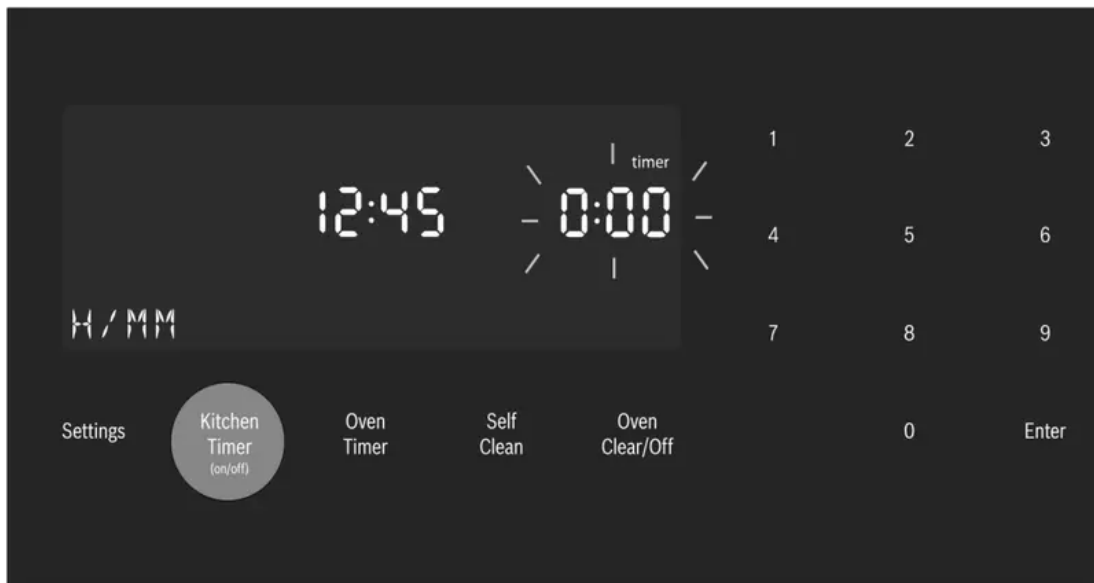 timer
12:45 0:00
H/MM
1 2 3
4 5 6
7 8 9
Settings
Kitchen
Timer
(on/off)
Oven
Timer
Self
Clean
Oven
Clear/Off
0
Enter